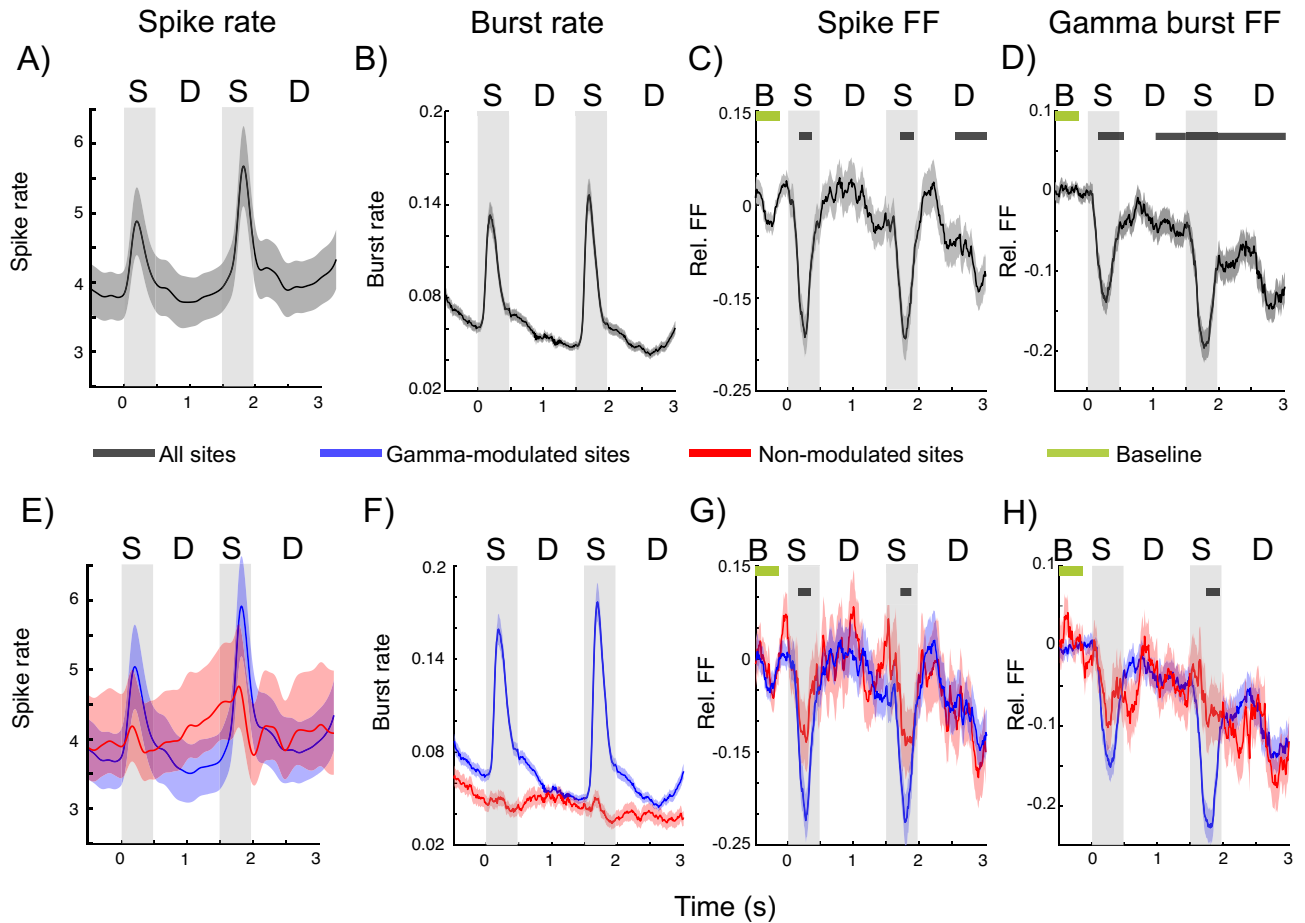 Spike rate Burst rate Spike FF Gamma burst FF
A) B) C) D)
S D S D
S D S D
B S D S D
B S D S D
Spike rate
6
5
4
3
0 1 2 3
Burst rate
0.2
0.14
0.08
0.02
0 1 2 3
Rel. FF
0.15
0
-0.15
-0.25
0 1 2 3
Rel. FF
0.1
0
-0.1
-0.2
0 1 2 3
All sites Gamma-modulated sites Non-modulated sites Baseline
E) F) G) H)
S D S D
S D S D
B S D S D
B S D S D
Spike rate
6
5
4
3
0 1 2 3
Burst rate
0.2
0.14
0.08
0.02
0 1 2 3
Rel. FF
0.15
0
-0.15
-0.25
0 1 2 3
Rel. FF
0.1
0
-0.1
-0.2
0 1 2 3
Time (s)